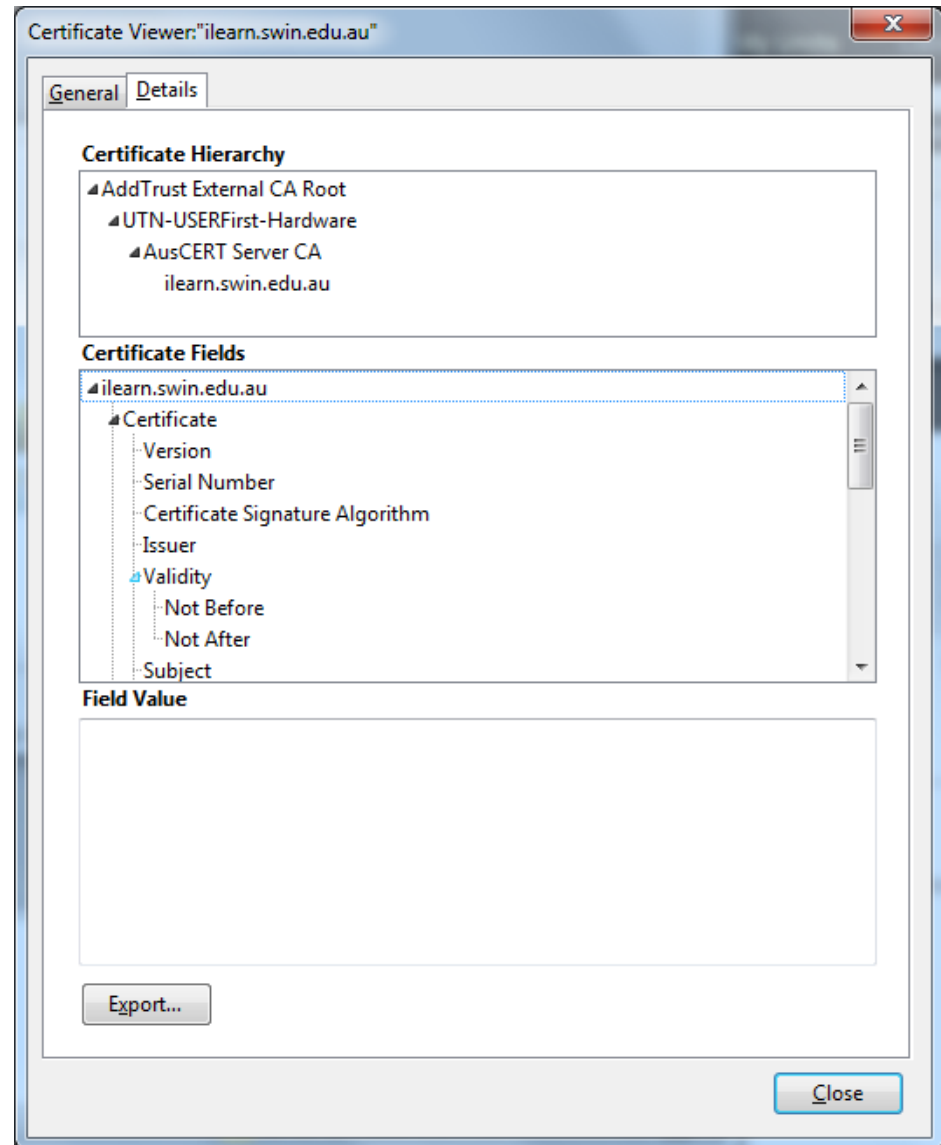 Certificate Viewer:"ilearn.swin.edu.au"
General Details
Certificate Hierarchy
AddTrust External CA Root
UTN-USERFirst-Hardware
AusCERT Server CA
ilearn.swin.edu.au
Certificate Fields
ilearn.swin.edu.au
Certificate
Version
Serial Number
Certificate Signature Algorithm
Issuer
Validity
Not Before
Not After
Subject
Field Value
Export...
Close